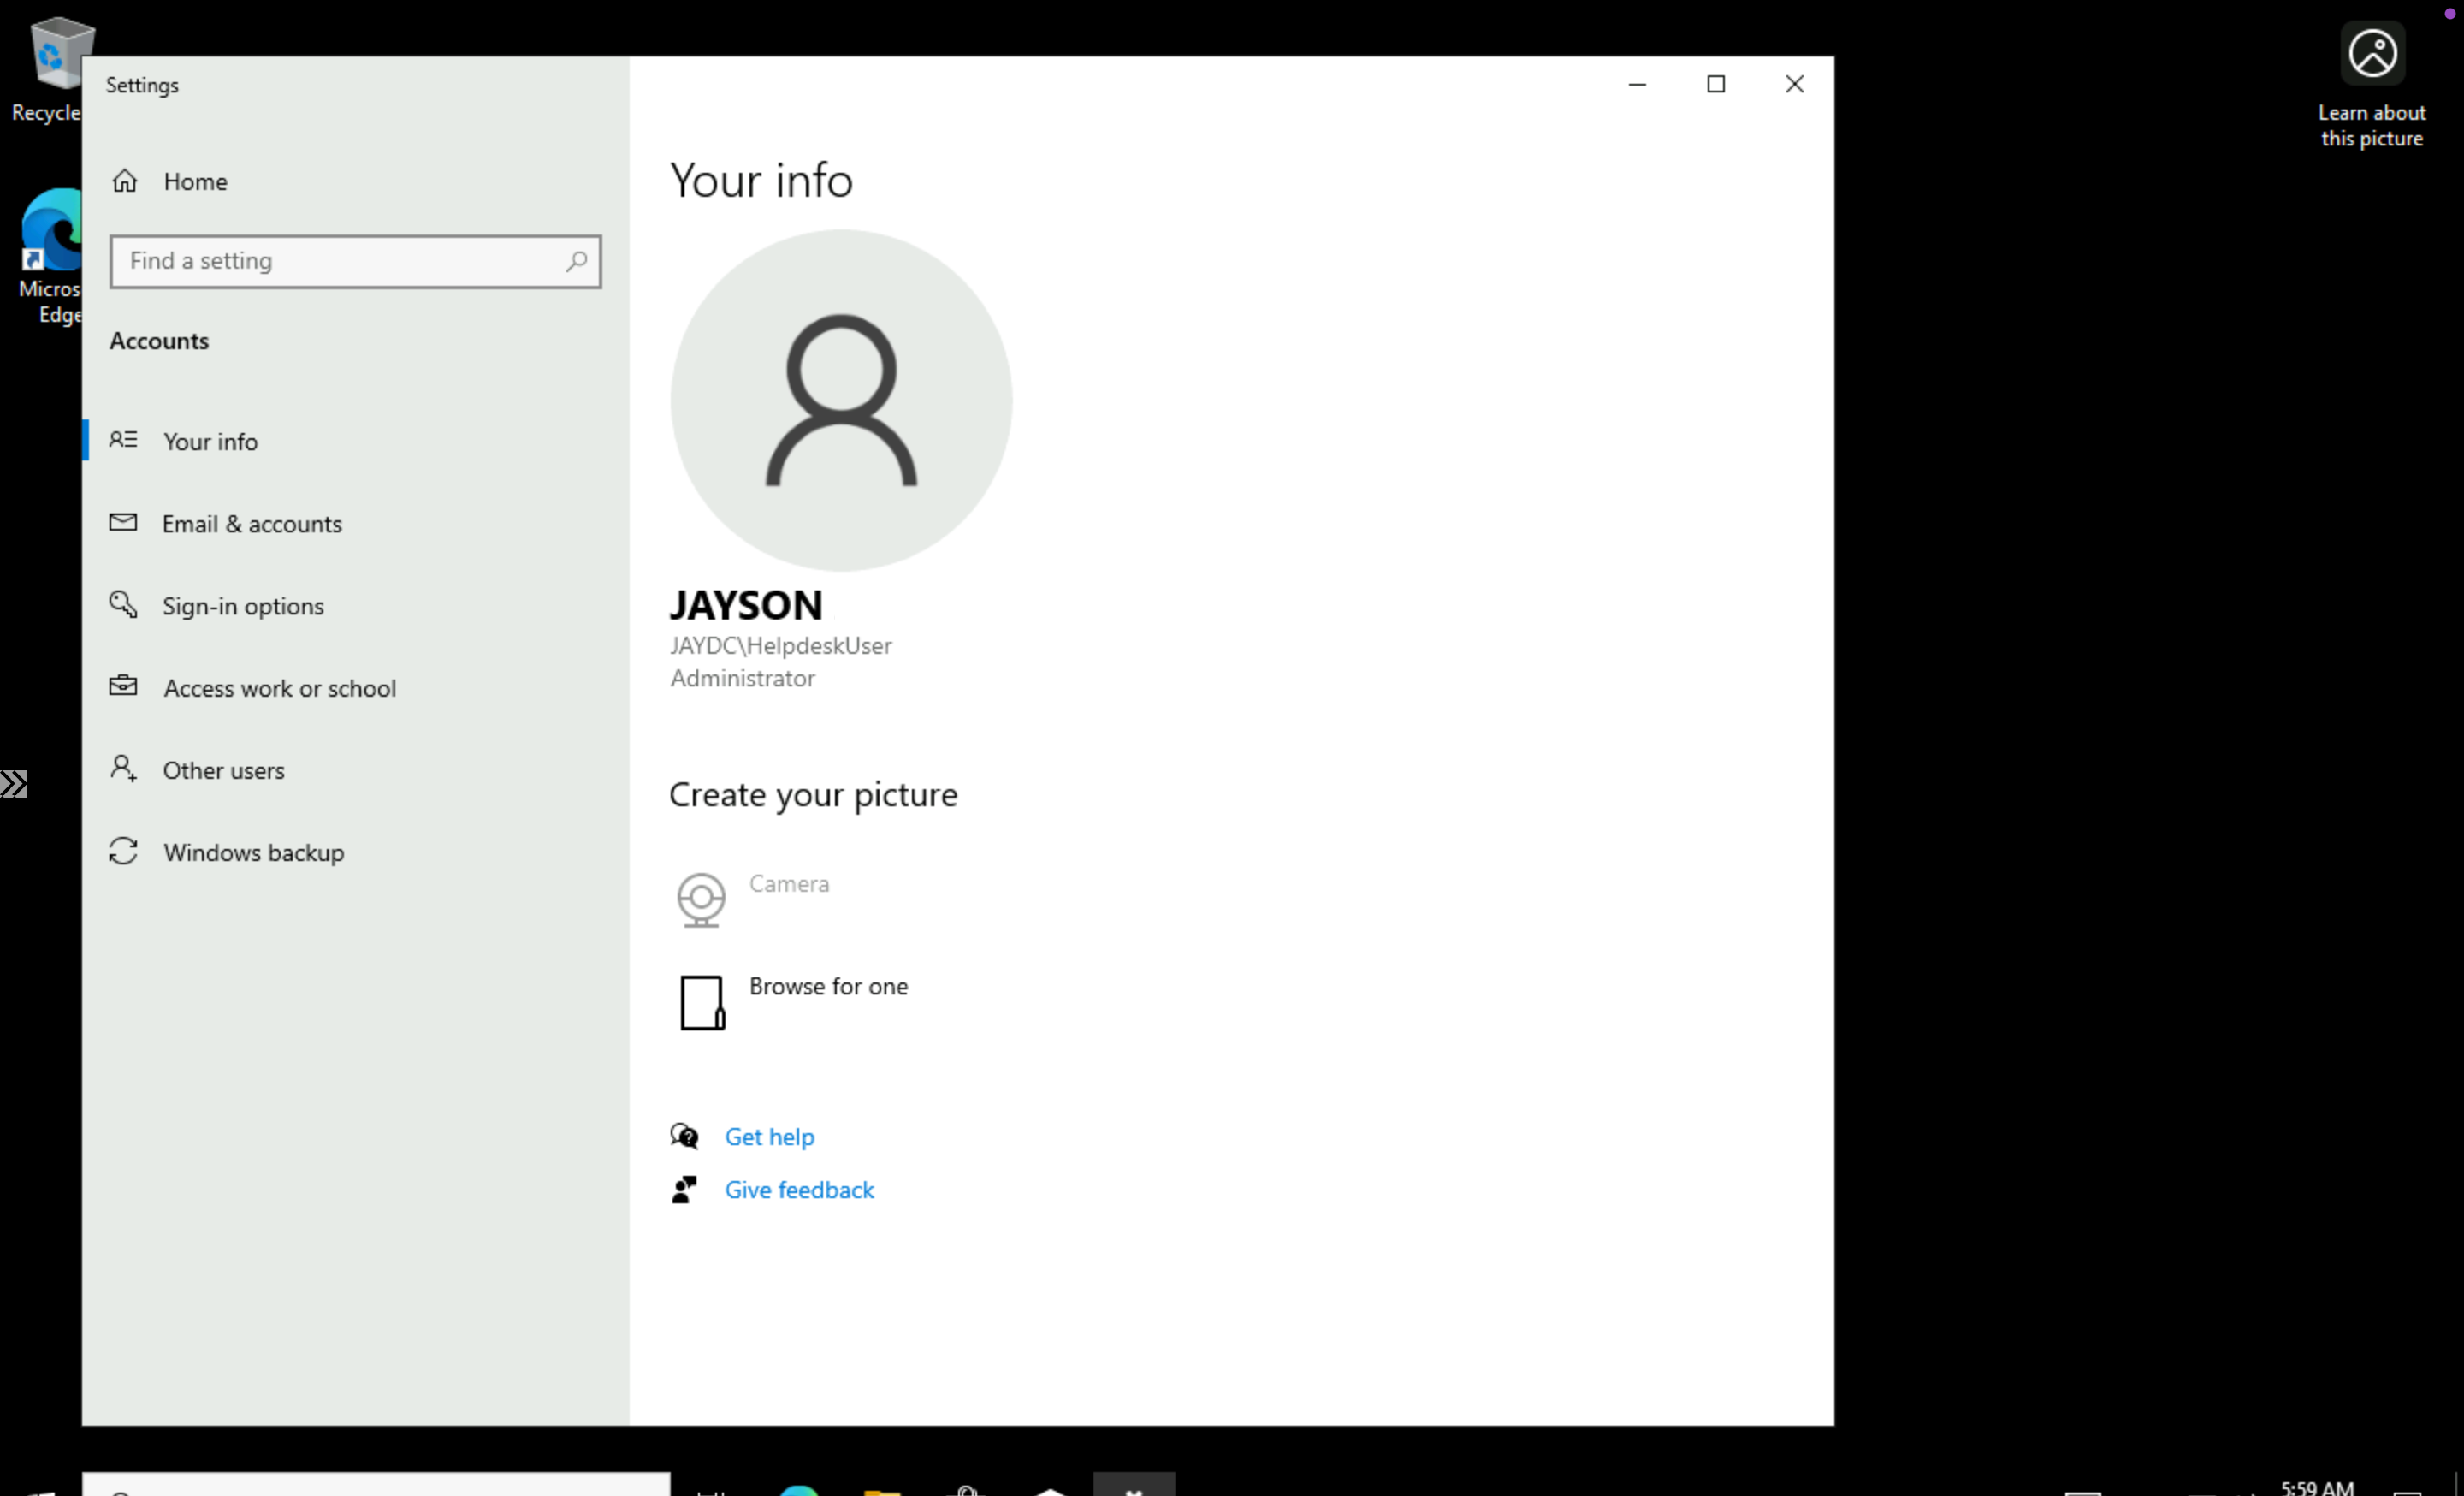 Recycle
Micros
Edge
Learn about
this picture
Settings
Home
Find a setting
Accounts
Your info
Email & accounts
Sign-in options
Access work or school
Other users
Windows backup
Your info
JAYSON
JAYDC\HelpdeskUser
Administrator
Create your picture
Camera
Browse for one
Get help
Give feedback
5:59 AM